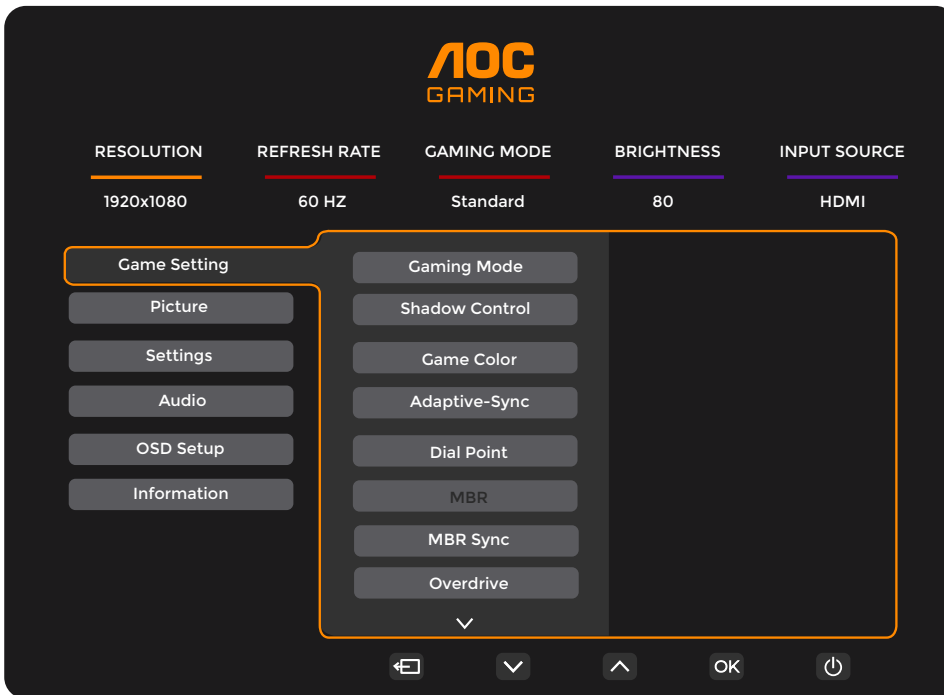 AOC
GAMING
RESOLUTION REFRESH RATE GAMING MODE BRIGHTNESS INPUT SOURCE
1920x1080 60 HZ Standard 80 HDMI
Game Setting
Picture
Settings
Audio
OSD Setup
Information
Gaming Mode
Shadow Control
Game Color
Adaptive-Sync
Dial Point
MBR
MBR Sync
Overdrive
OK